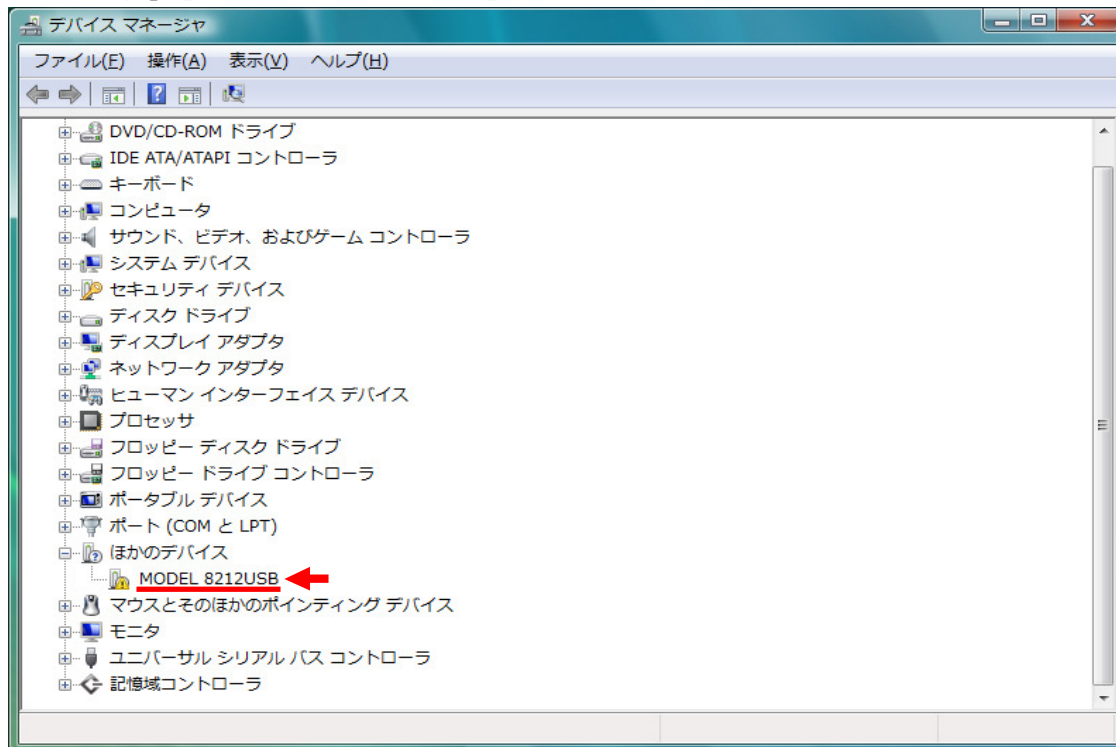 デバイス マネージャ
ファイル(F) 操作(A) 表示(V) ヘルプ(H)
DVD/CD-ROM ドライブ
IDE ATA/ATAPI コントローラ
キーボード
コンピュータ
サウンド、ビデオ、およびゲーム コントローラ
システム デバイス
セキュリティ デバイス
ディスク ドライブ
ディスプレイ アダプタ
ネットワーク アダプタ
ヒューマン インターフェイス デバイス
プロセッサ
フロッピー ディスク ドライブ
フロッピー ドライブ コントローラ
ポータブル デバイス
ポート (COM と LPT)
ほかのデバイス
MODEL 8212USB
マウスとそのほかのポインティング デバイス
モニタ
ユニバーサル シリアル バス コントローラ
記憶域コントローラ